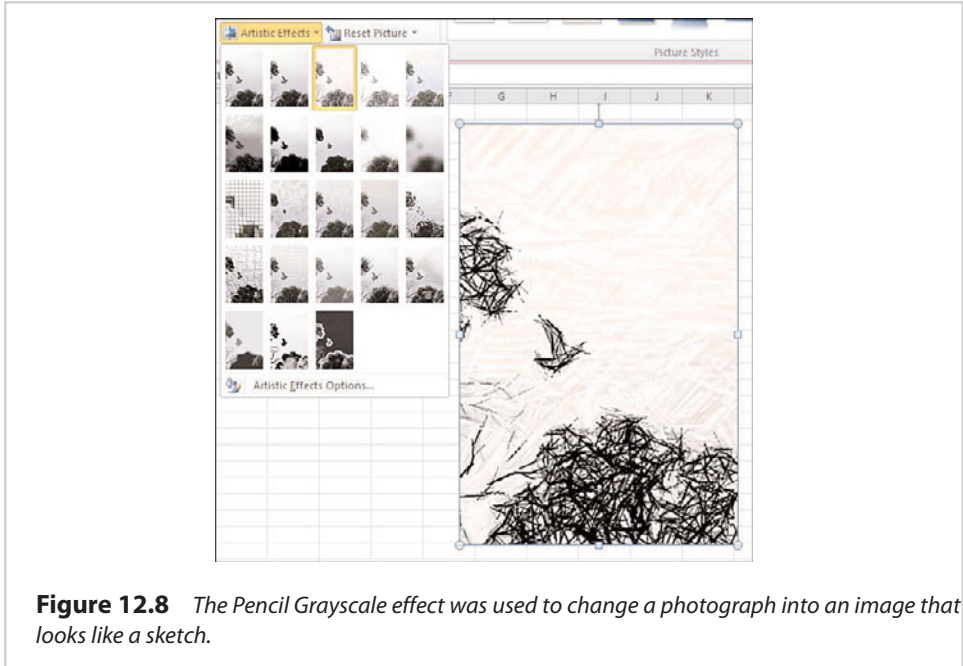 Artistic Effects
Reset Picture
Picture Styles
F G H I J K
Artistic Effects Options...
Figure 12.8 The Pencil Grayscale effect was used to change a photograph into an image that
looks like a sketch.